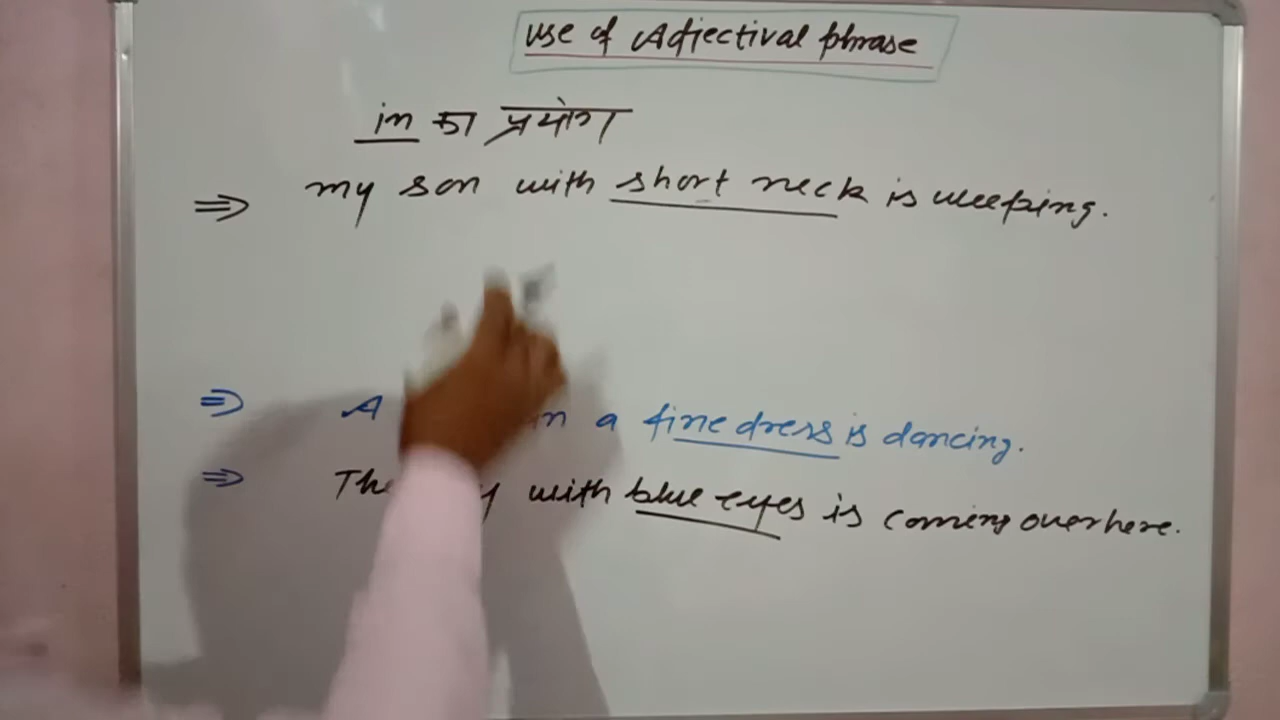 use of Adjectival phrase
in का प्रयोग
⇒ my son with short neck is weeping.
⇒ A in a fine dress is dancing.
⇒ The with blue eyes is coming over here.